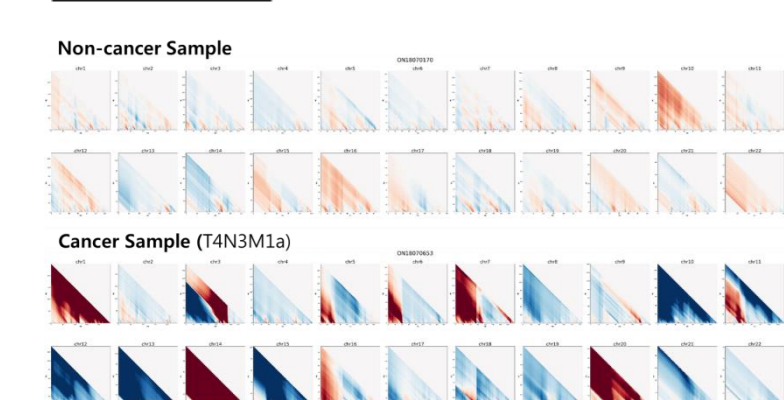 Non-cancer Sample
ON18070170
chr1 chr2 chr3 chr4 chr5 chr6 chr7 chr8 chr9 chr10 chr11
chr12 chr13 chr14 chr15 chr16 chr17 chr18 chr19 chr20 chr21 chr22
Cancer Sample (T4N3M1a)
ON18070653
chr1 chr2 chr3 chr4 chr5 chr6 chr7 chr8 chr9 chr10 chr11
chr12 chr13 chr14 chr15 chr16 chr17 chr18 chr19 chr20 chr21 chr22